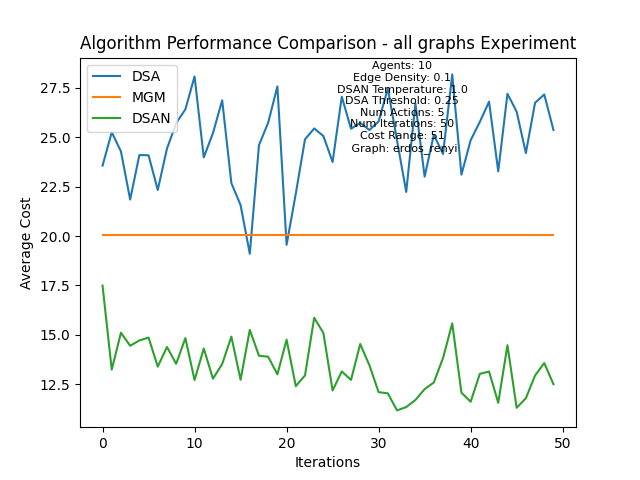 Algorithm Performance Comparison - all graphs Experiment
DSA
MGM
DSAN
Agents: 10
Edge Density: 0.1
DSAN Temperature: 1.0
DSA Threshold: 0.25
Num Actions: 5
Num Iterations: 50
Cost Range: 51
Graph: erdos_renyi
27.5
25.0
22.5
20.0
17.5
15.0
12.5
Average Cost
0 10 20 30 40 50
Iterations